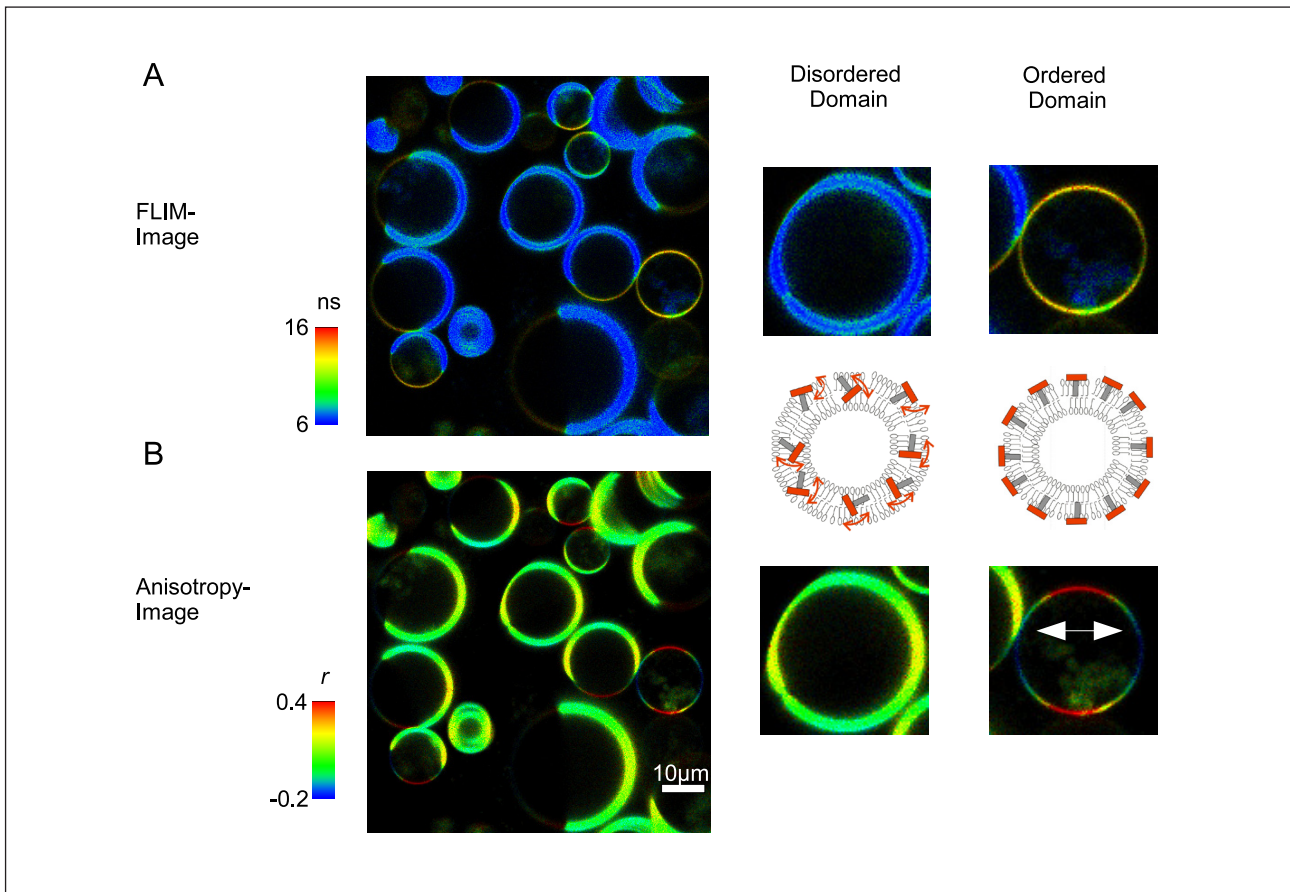 A
Disordered
Domain
Ordered
Domain
FLIM-
Image
ns
16
6
B
Anisotropy-
Image
r
0.4
-0.2
10µm